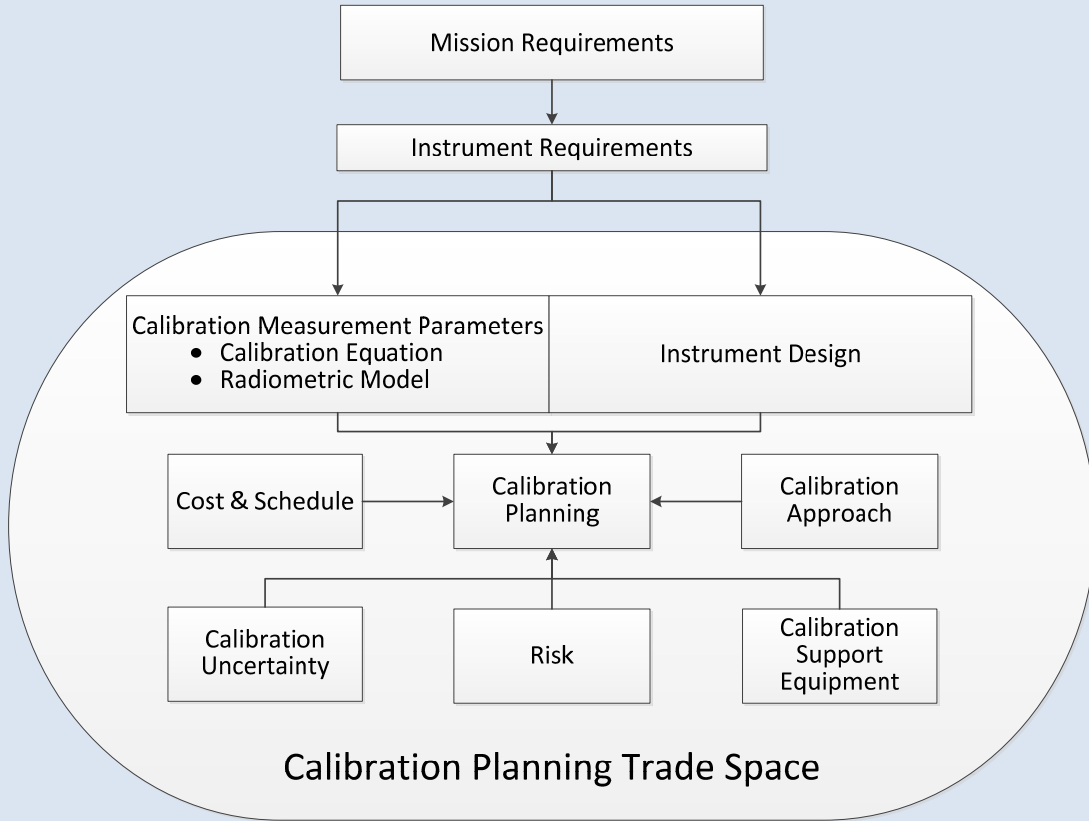 Mission Requirements
Instrument Requirements
Calibration Measurement Parameters
• Calibration Equation
• Radiometric Model
Instrument Design
Cost & Schedule
Calibration
Planning
Calibration
Approach
Calibration
Uncertainty
Risk
Calibration
Support
Equipment
Calibration Planning Trade Space